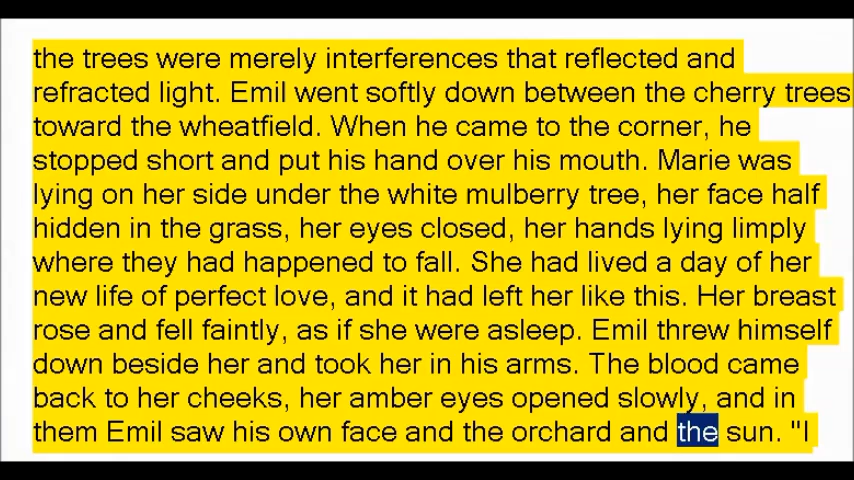 the trees were merely interferences that reflected and
refracted light. Emil went softly down between the cherry trees
toward the wheatfield. When he came to the corner, he
stopped short and put his hand over his mouth. Marie was
lying on her side under the white mulberry tree, her face half
hidden in the grass, her eyes closed, her hands lying limply
where they had happened to fall. She had lived a day of her
new life of perfect love, and it had left her like this. Her breast
rose and fell faintly, as if she were asleep. Emil threw himself
down beside her and took her in his arms. The blood came
back to her cheeks, her amber eyes opened slowly, and in
them Emil saw his own face and the orchard and the sun. "I